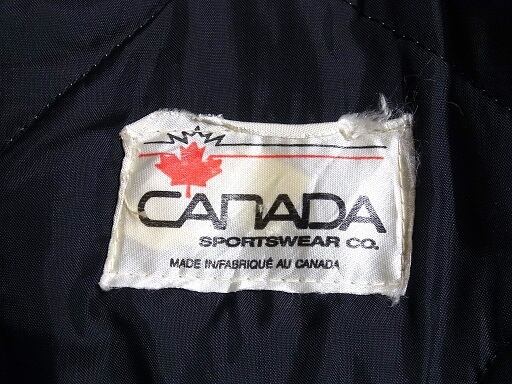 CANADA
SPORTSWEAR CO.
MADE IN/FABRIQUÉ AU CANADA